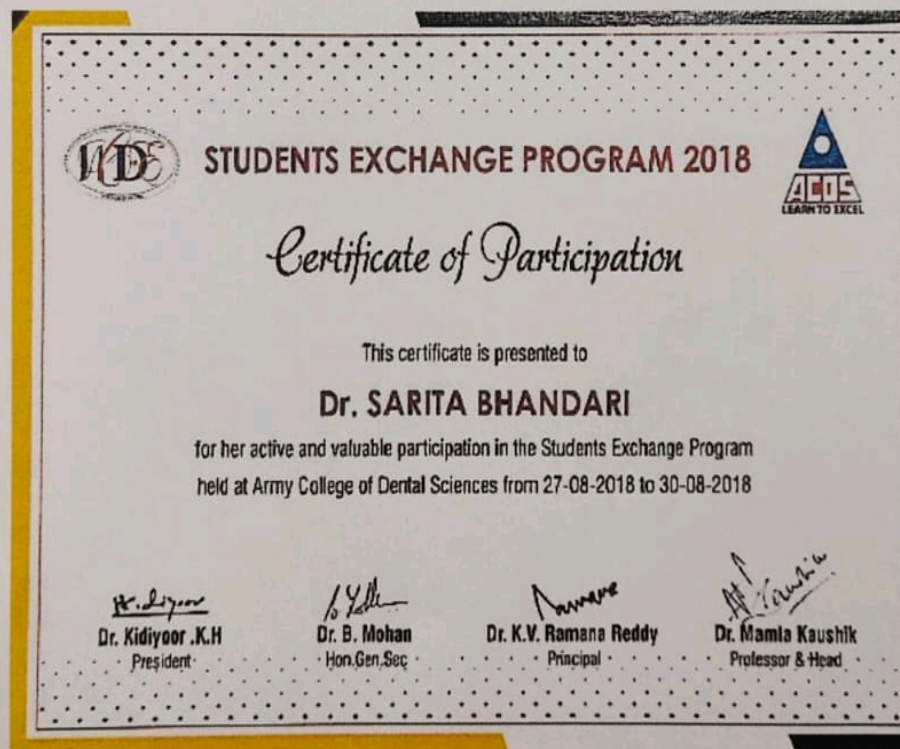 STUDENTS EXCHANGE PROGRAM 2018
ACDS
LEARN TO EXCEL
Certificate of Participation
This certificate is presented to
Dr. SARITA BHANDARI
for her active and valuable participation in the Students Exchange Program
held at Army College of Dental Sciences from 27-08-2018 to 30-08-2018
Dr. Kidiyoor .K.H
President
Dr. B. Mohan
Hon.Gen.Sec
Dr. K.V. Ramana Reddy
Principal
Dr. Mamta Kaushik
Professor & Head